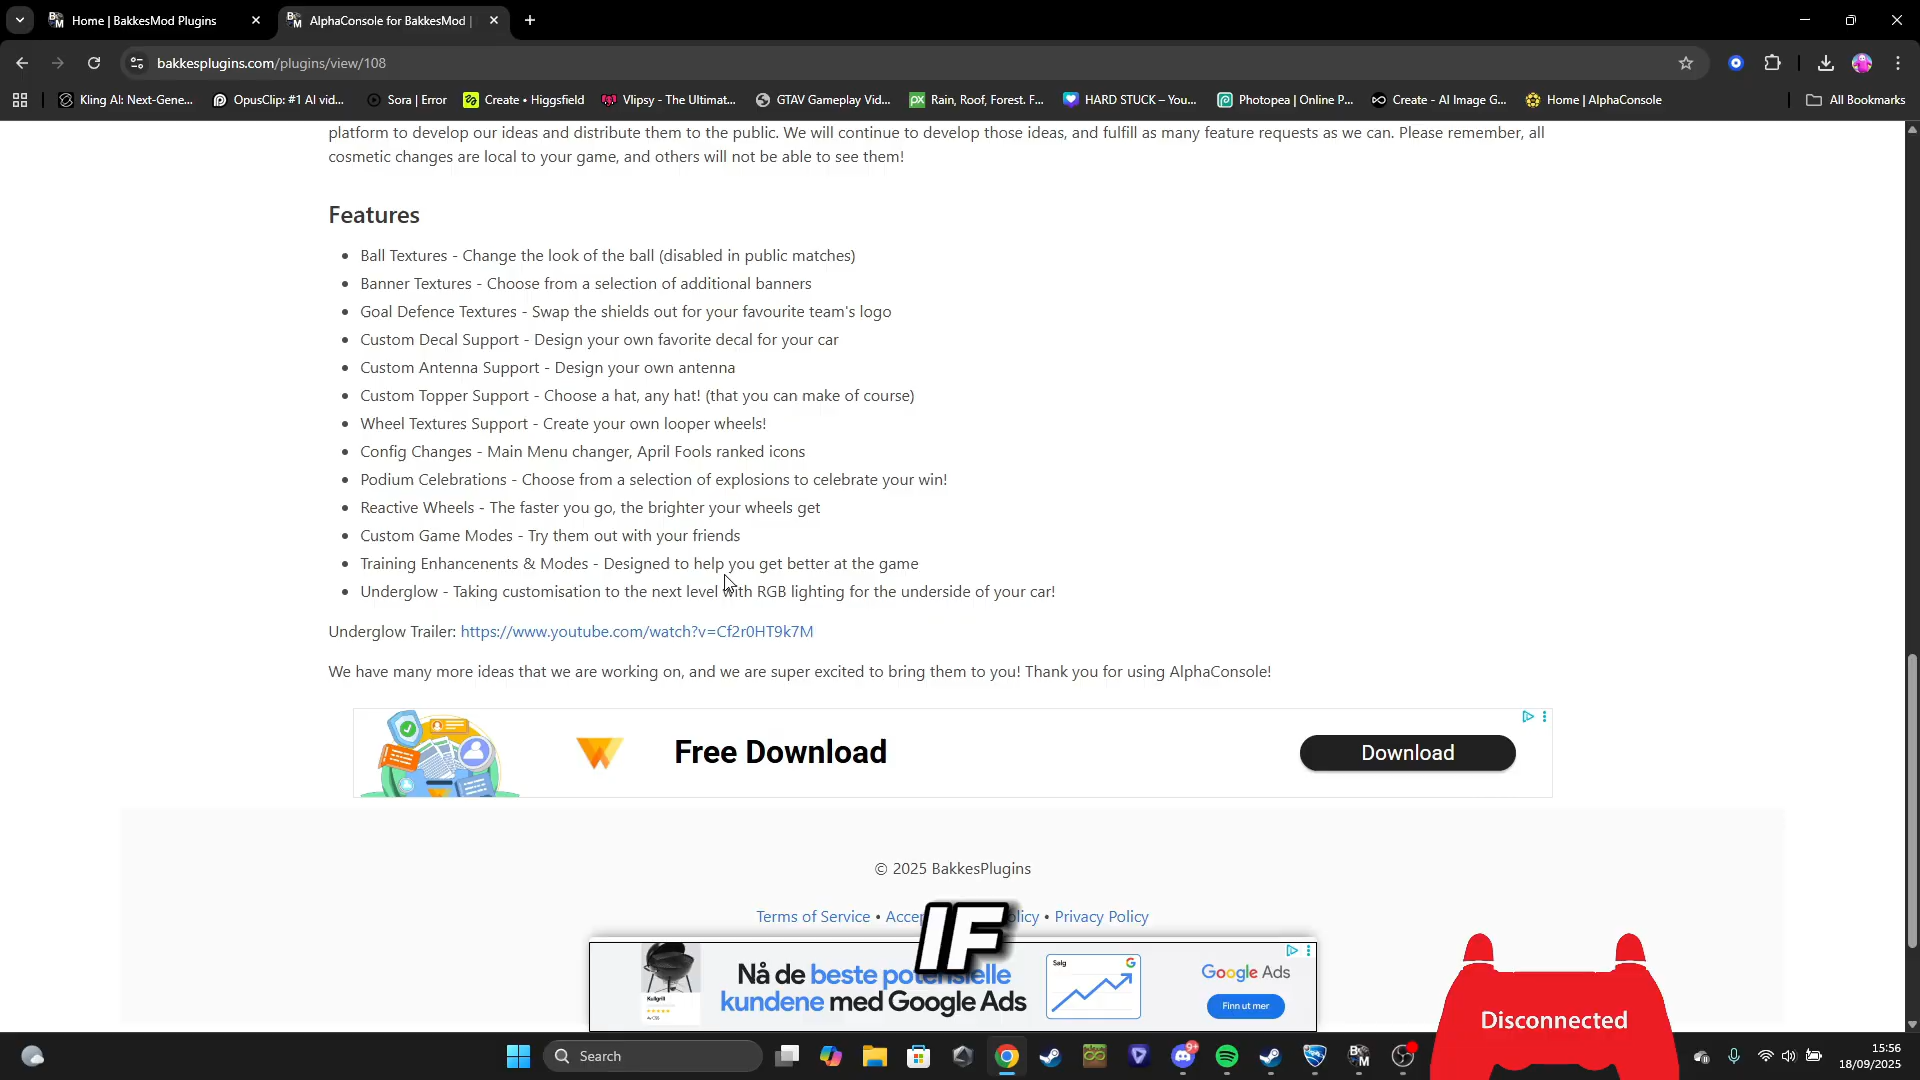 Home | BakkesMod Plugins
AlphaConsole for BakkesMod |
bakkesplugins.com/plugins/view/108
Kling AI: Next-Gene...
OpusClip: #1 AI vid...
Sora | Error
Create • Higgsfield
Vlipsy - The Ultimat...
GTAV Gameplay Vid...
Rain, Roof, Forest. F...
HARD STUCK – You...
Photopea | Online P...
Create - AI Image G...
Home | AlphaConsole
All Bookmarks
platform to develop our ideas and distribute them to the public. We will continue to develop those ideas, and fulfill as many feature requests as we can. Please remember, all
cosmetic changes are local to your game, and others will not be able to see them!
Features
• Ball Textures - Change the look of the ball (disabled in public matches)
• Banner Textures - Choose from a selection of additional banners
• Goal Defence Textures - Swap the shields out for your favourite team's logo
• Custom Decal Support - Design your own favorite decal for your car
• Custom Antenna Support - Design your own antenna
• Custom Topper Support - Choose a hat, any hat! (that you can make of course)
• Wheel Textures Support - Create your own looper wheels!
• Config Changes - Main Menu changer, April Fools ranked icons
• Podium Celebrations - Choose from a selection of explosions to celebrate your win!
• Reactive Wheels - The faster you go, the brighter your wheels get
• Custom Game Modes - Try them out with your friends
• Training Enhancenents & Modes - Designed to help you get better at the game
• Underglow - Taking customisation to the next level with RGB lighting for the underside of your car!
Underglow Trailer: https://www.youtube.com/watch?v=Cf2r0HT9k7M
We have many more ideas that we are working on, and we are super excited to bring them to you! Thank you for using AlphaConsole!
Free Download
Download
© 2025 BakkesPlugins
Terms of Service • Privacy Policy
IF
Kullgrill
Nå de beste potensielle
kundene med Google Ads
Salg
Google Ads
Finn ut mer
Disconnected
Search
15:56
18/09/2025